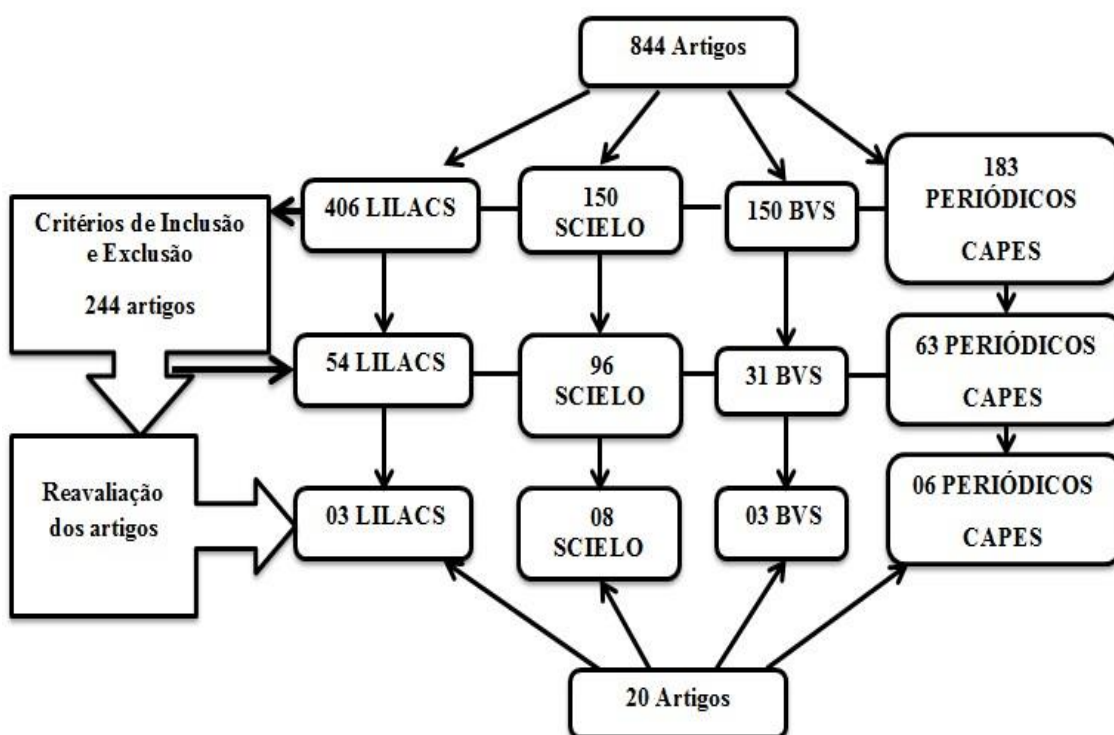 844 Artigos
406 LILACS
150
SCIELO
150 BVS
183
PERIÓDICOS
CAPES
Critérios de Inclusão
e Exclusão
244 artigos
54 LILACS
96
SCIELO
31 BVS
63 PERIÓDICOS
CAPES
Reavaliação
dos artigos
03 LILACS
08
SCIELO
03 BVS
06 PERIÓDICOS
CAPES
20 Artigos